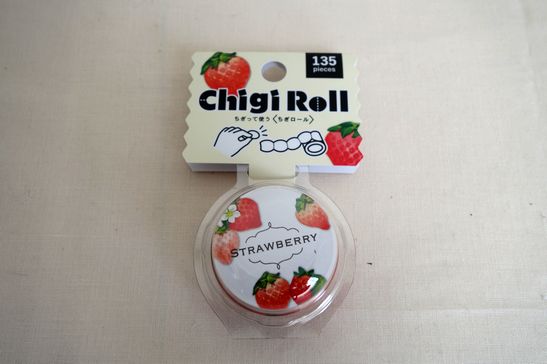 135
pieces
Chigi Roll
ちぎって使う〈ちぎロール〉
STRAWBERRY